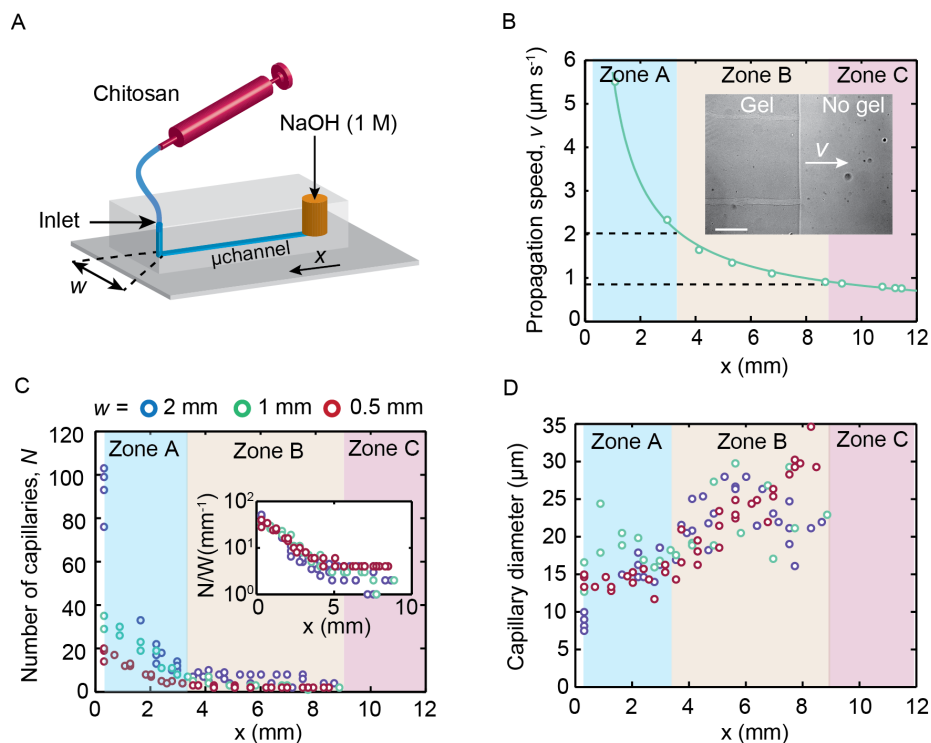 A
Chitosan
NaOH (1 M)
Inlet
µchannel
x
w
B
Zone A
Zone B
Zone C
Gel
No gel
v
Propagation speed, v (µm s⁻¹)
6
5
4
3
2
1
0
0 2 4 6 8 10 12
x (mm)
C
w = 2 mm 1 mm 0.5 mm
Zone A
Zone B
Zone C
Number of capillaries, N
120
100
80
60
40
20
0
0 2 4 6 8 10 12
x (mm)
N/W/(mm⁻¹)
10²
10¹
10⁰
0 5 10
x (mm)
D
Zone A
Zone B
Zone C
Capillary diameter (µm)
35
30
25
20
15
10
5
0
0 2 4 6 8 10 12
x (mm)